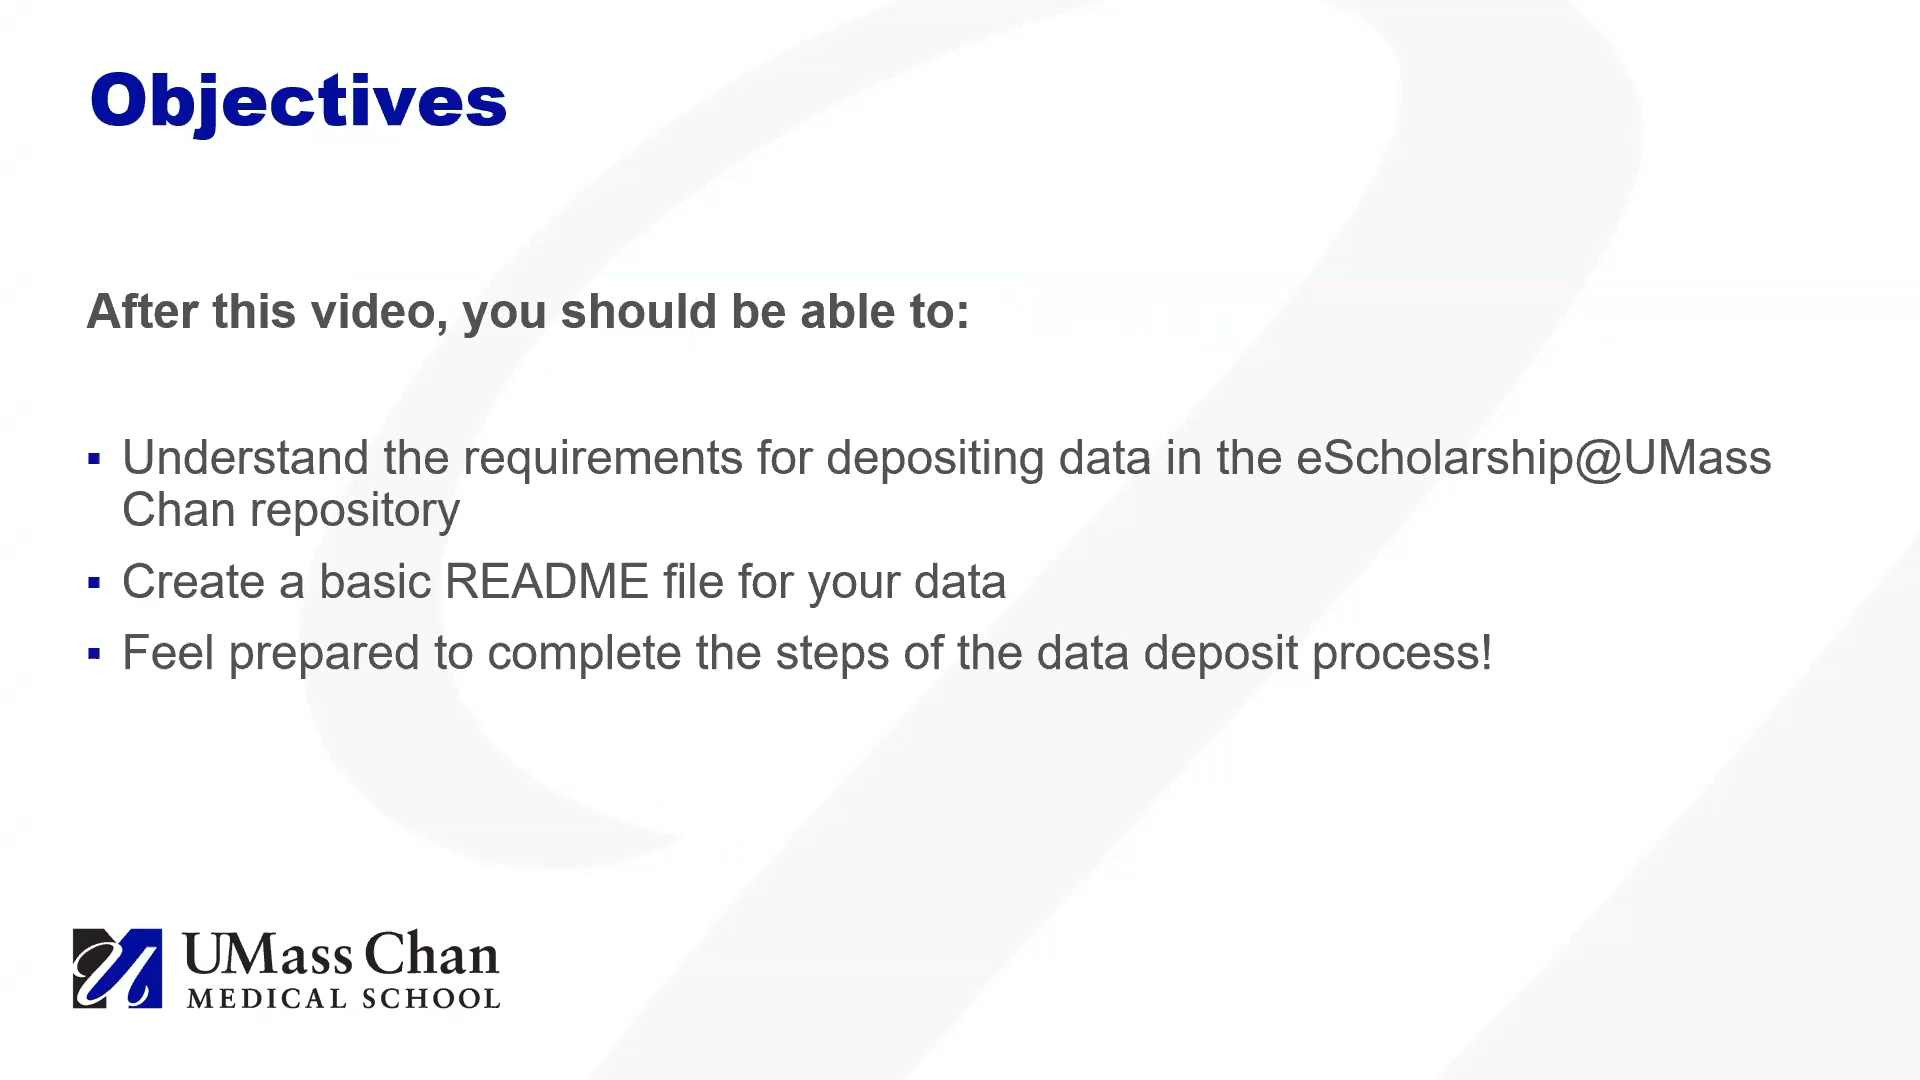 Objectives
After this video, you should be able to:
▪ Understand the requirements for depositing data in the eScholarship@UMass
Chan repository
▪ Create a basic README file for your data
▪ Feel prepared to complete the steps of the data deposit process!
UMass Chan
MEDICAL SCHOOL